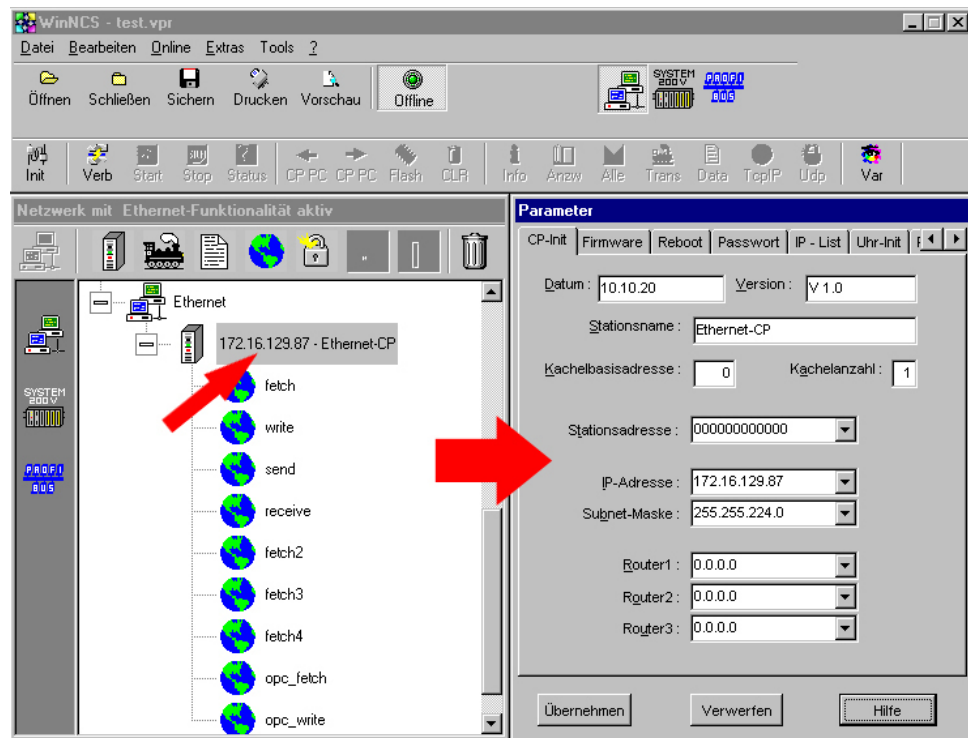 WinNCS - test.vpr
Datei Bearbeiten Online Extras Tools ?
Öffnen Schließen Sichern Drucken Vorschau Offline
SYSTEM 200V PROFI BUS
Init Verb Start Stop Status CP PC CP PC Flash CLR Info Anzw Alle Trans Data TcpIP Udp Var
Netzwerk mit Ethernet-Funktionalität aktiv
Parameter
CP-Init Firmware Reboot Passwort IP - List Uhr-Init
Ethernet
172.16.129.87 - Ethernet-CP
fetch
write
send
receive
fetch2
fetch3
fetch4
opc_fetch
opc_write
SYSTEM
200V
PROFI
BUS
Datum : 10.10.20 Version : V 1.0
Stationsname : Ethernet-CP
Kachelbasisadresse : 0 Kachelanzahl : 1
Stationsadresse : 000000000000
IP-Adresse : 172.16.129.87
Subnet-Maske : 255.255.224.0
Router1 : 0.0.0.0
Router2 : 0.0.0.0
Router3 : 0.0.0.0
Übernehmen Verwerfen Hilfe